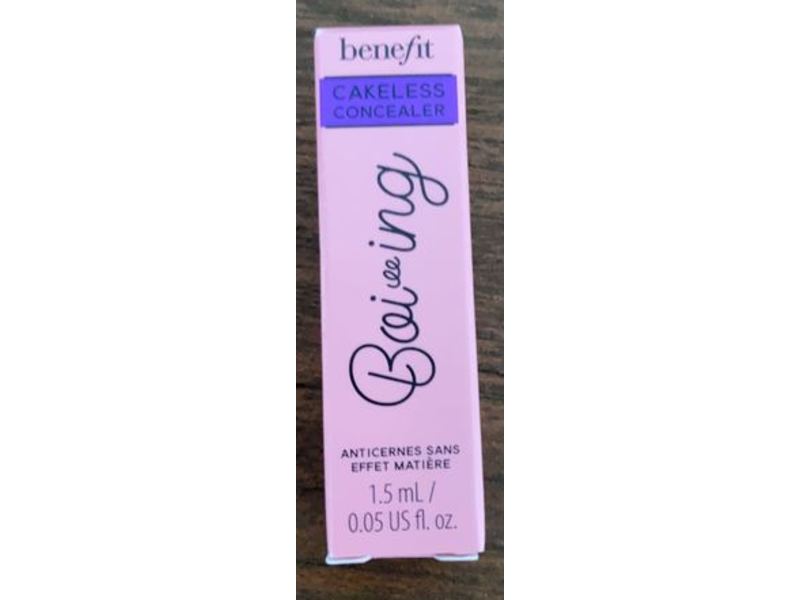 benefit
CAKELESS
CONCEALER
Boi-ing
ANTICERNES SANS
EFFET MATIÈRE
1.5 mL /
0.05 US fl. oz.